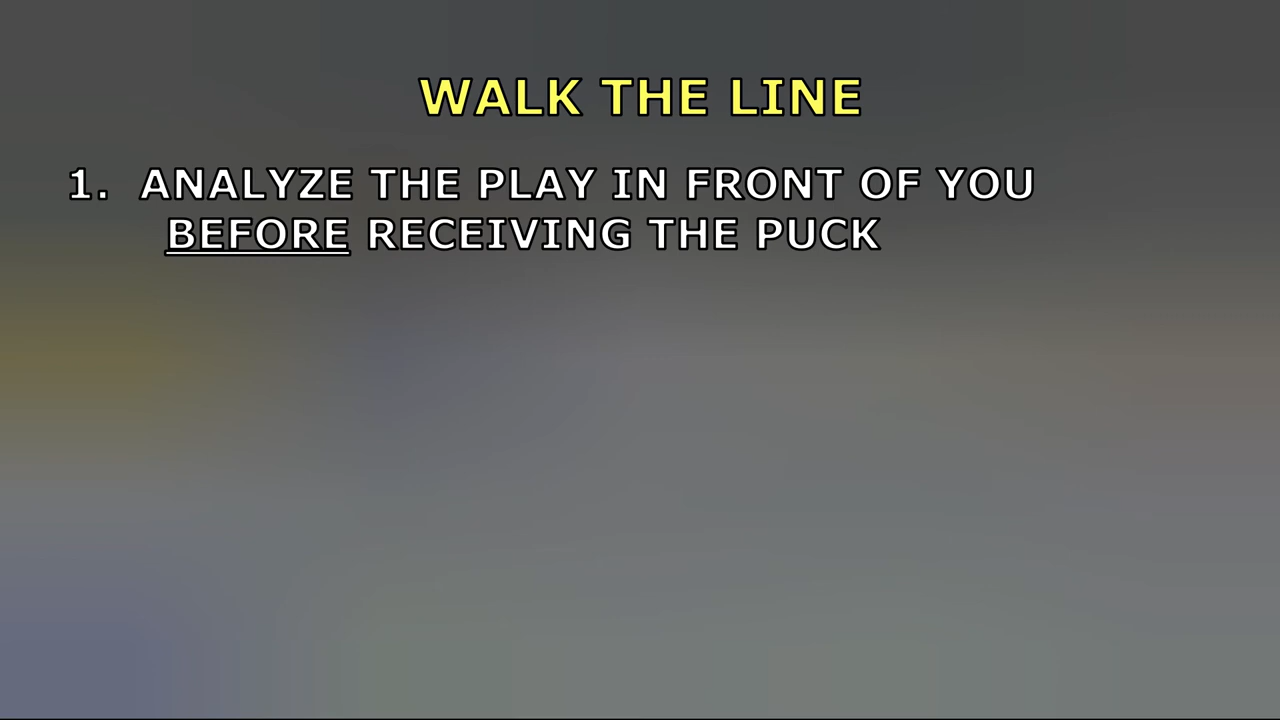 WALK THE LINE
1. ANALYZE THE PLAY IN FRONT OF YOU
BEFORE RECEIVING THE PUCK